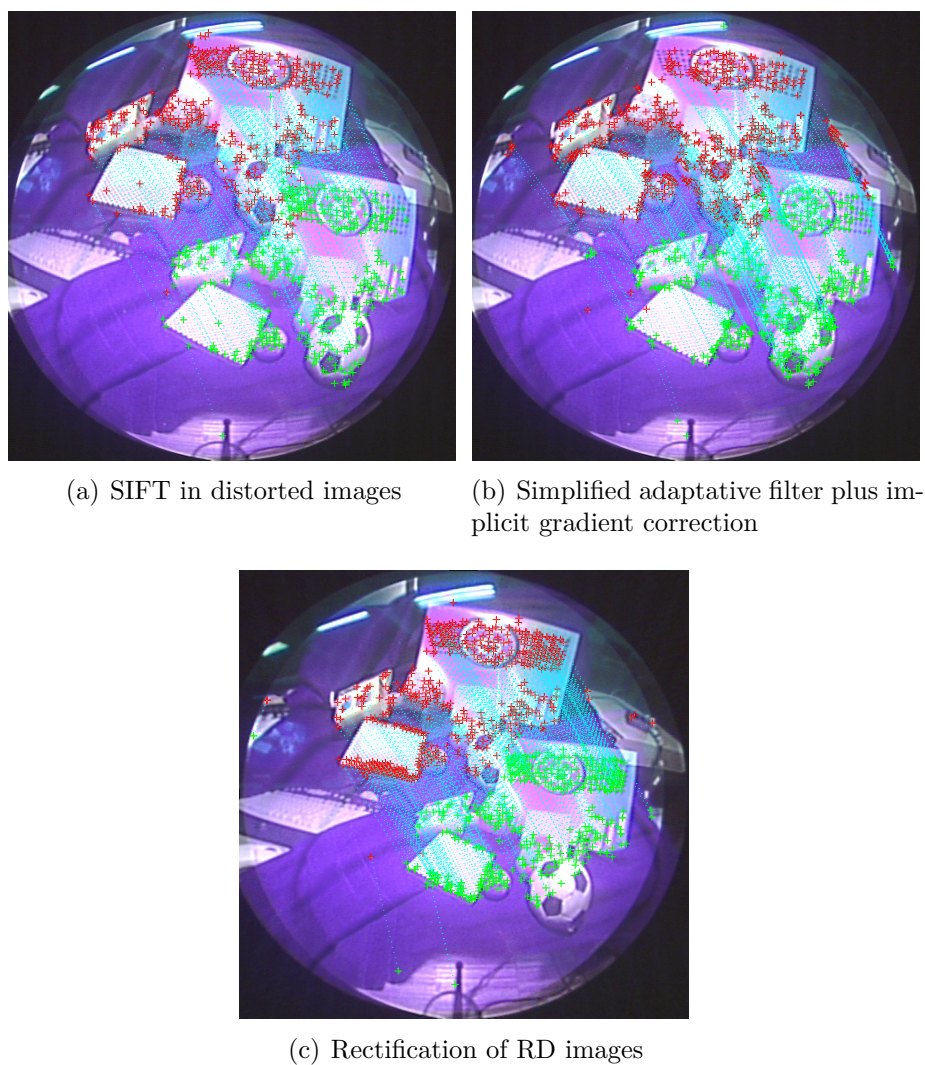 (a) SIFT in distorted images
(b) Simplified adaptative filter plus im-
plicit gradient correction
(c) Rectification of RD images